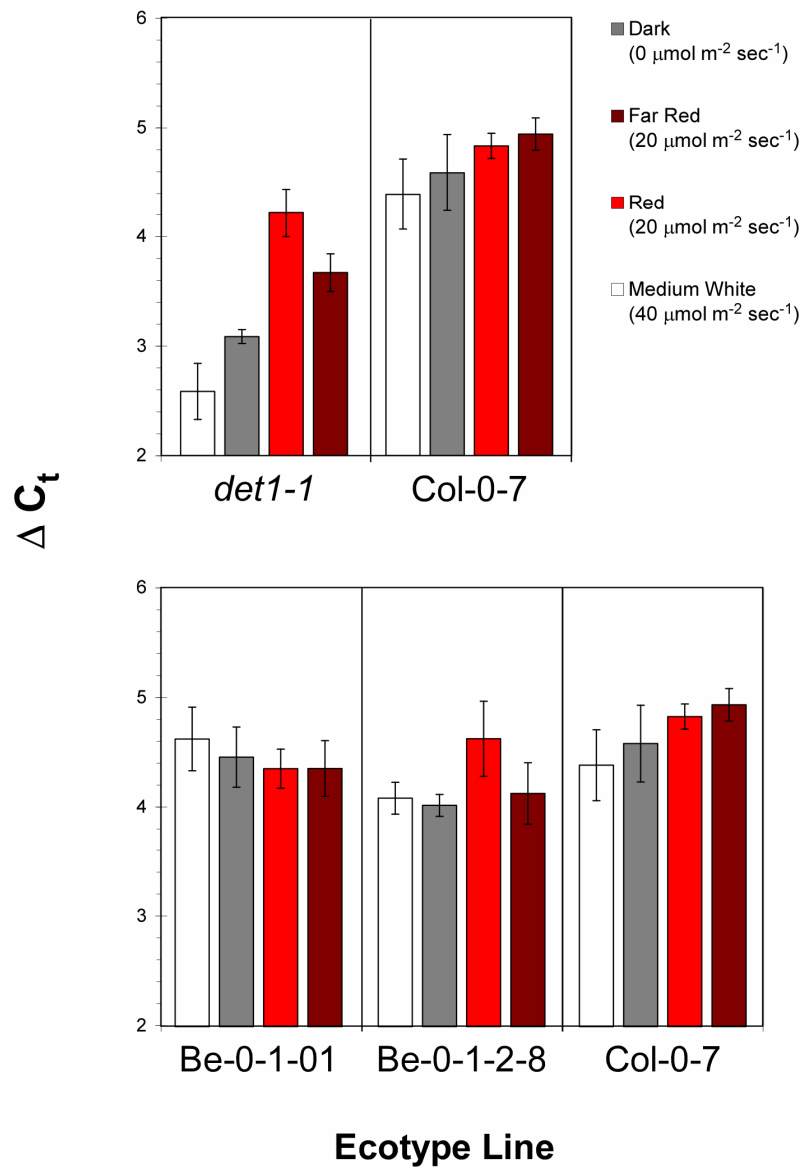 6
5
4
3
2
det1-1
Col-0-7
Dark
(0 μmol m-2 sec-1)
Far Red
(20 μmol m-2 sec-1)
Red
(20 μmol m-2 sec-1)
Medium White
(40 μmol m-2 sec-1)
Δ Ct
6
5
4
3
2
Be-0-1-01
Be-0-1-2-8
Col-0-7
Ecotype Line